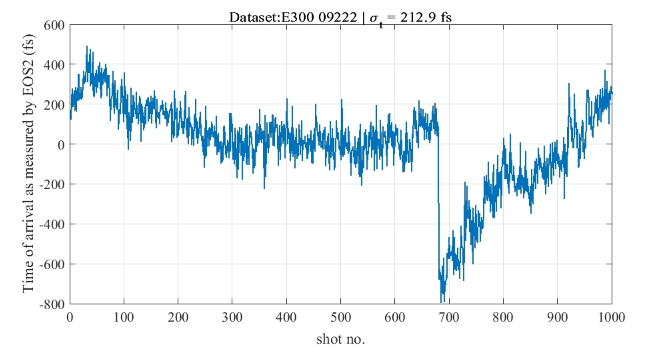 Dataset:E300 09222 | σt = 212.9 fs
Time of arrival as measured by EOS2 (fs)
600
400
200
0
-200
-400
-600
-800
0 100 200 300 400 500 600 700 800 900 1000
shot no.